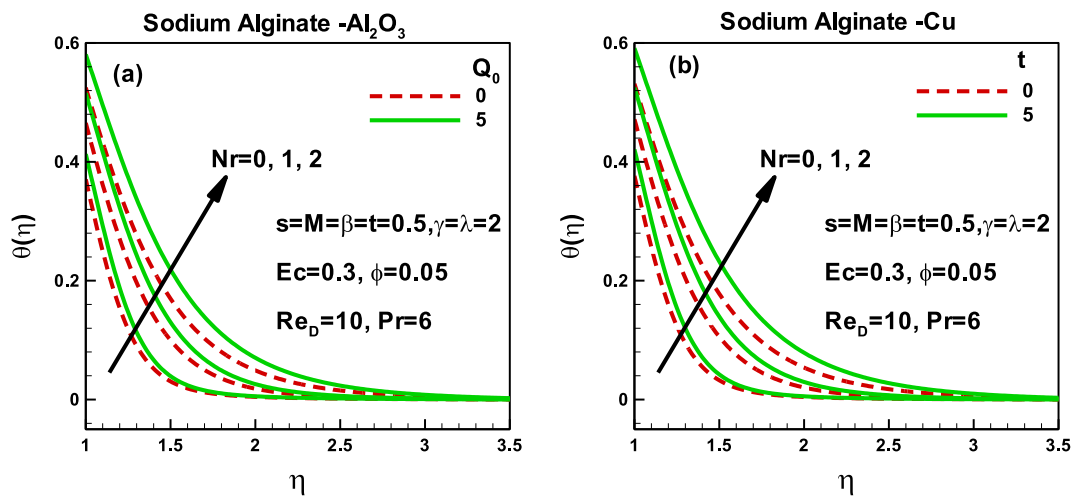 Sodium Alginate -Al₂O₃
(a)
Q₀
0
5
Nr=0, 1, 2
s=M=β=t=0.5,γ=λ=2
Ec=0.3, ϕ=0.05
Re_D=10, Pr=6
θ(η)
0.6
0.4
0.2
0
1 1.5 2 2.5 3 3.5
η
Sodium Alginate -Cu
(b)
t
0
5
Nr=0, 1, 2
s=M=β=t=0.5,γ=λ=2
Ec=0.3, ϕ=0.05
Re_D=10, Pr=6
θ(η)
0.6
0.4
0.2
0
1 1.5 2 2.5 3 3.5
η